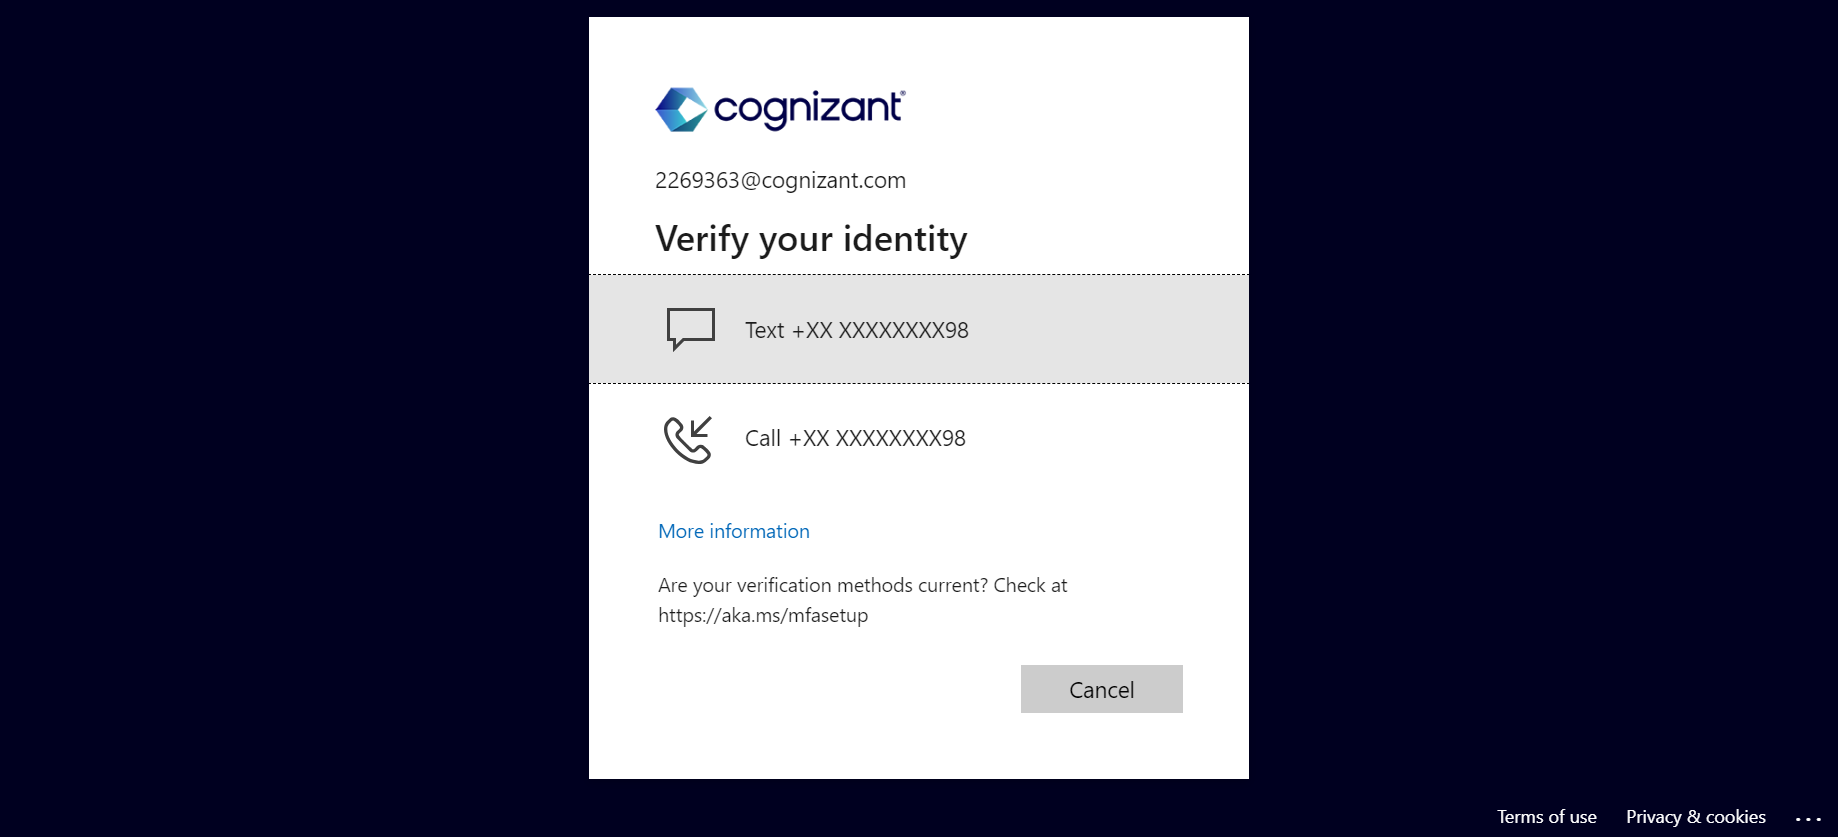 cognizant®
2269363@cognizant.com
Verify your identity
Text +XX XXXXXXXX98
Call +XX XXXXXXXX98
More information
Are your verification methods current? Check at
https://aka.ms/mfasetup
Cancel
Terms of use Privacy & cookies ...